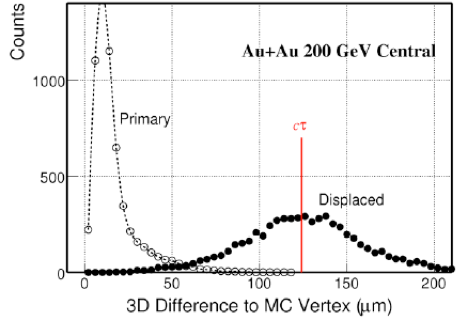 Counts
1000
500
0
Au+Au 200 GeV Central
Primary
cτ
Displaced
0 50 100 150 200
3D Difference to MC Vertex (μm)